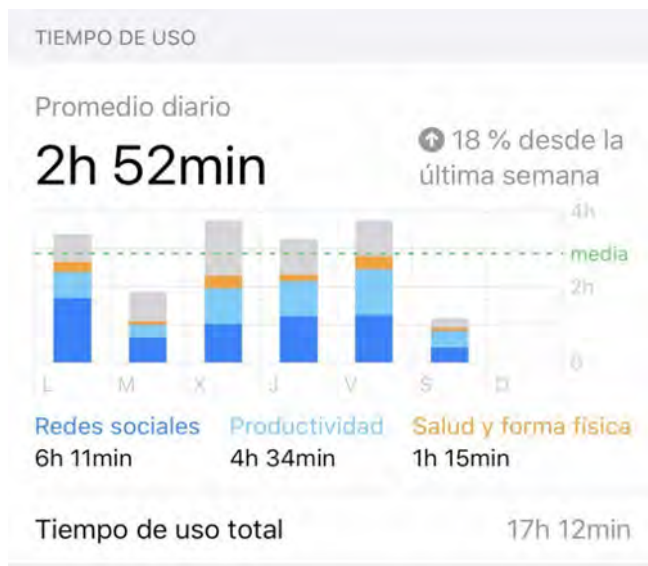 TIEMPO DE USO
Promedio diario
2h 52min
18 % desde la
última semana
4h
media
2h
0
L M X J V S D
Redes sociales Productividad Salud y forma física
6h 11min 4h 34min 1h 15min
Tiempo de uso total 17h 12min